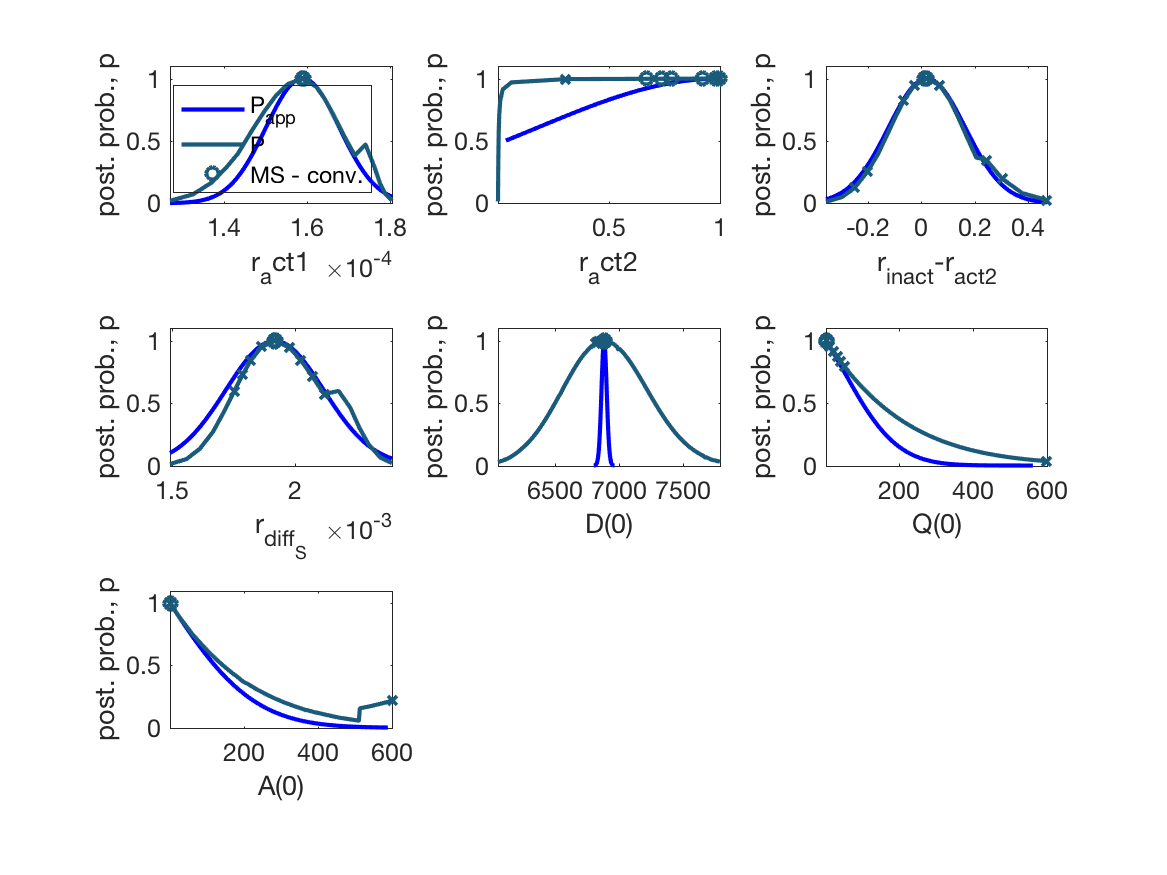 post. prob., p
1
0.5
0
P_app
P
MS - conv.
1.4 1.6 1.8
r_act1 ×10^-4
post. prob., p
1
0.5
0
0.5 1
r_act2
post. prob., p
1
0.5
0
-0.2 0 0.2 0.4
r_inact-r_act2
post. prob., p
1
0.5
0
1.5 2
r_diff_S ×10^-3
post. prob., p
1
0.5
0
6500 7000 7500
D(0)
post. prob., p
1
0.5
0
200 400 600
Q(0)
post. prob., p
1
0.5
0
200 400 600
A(0)